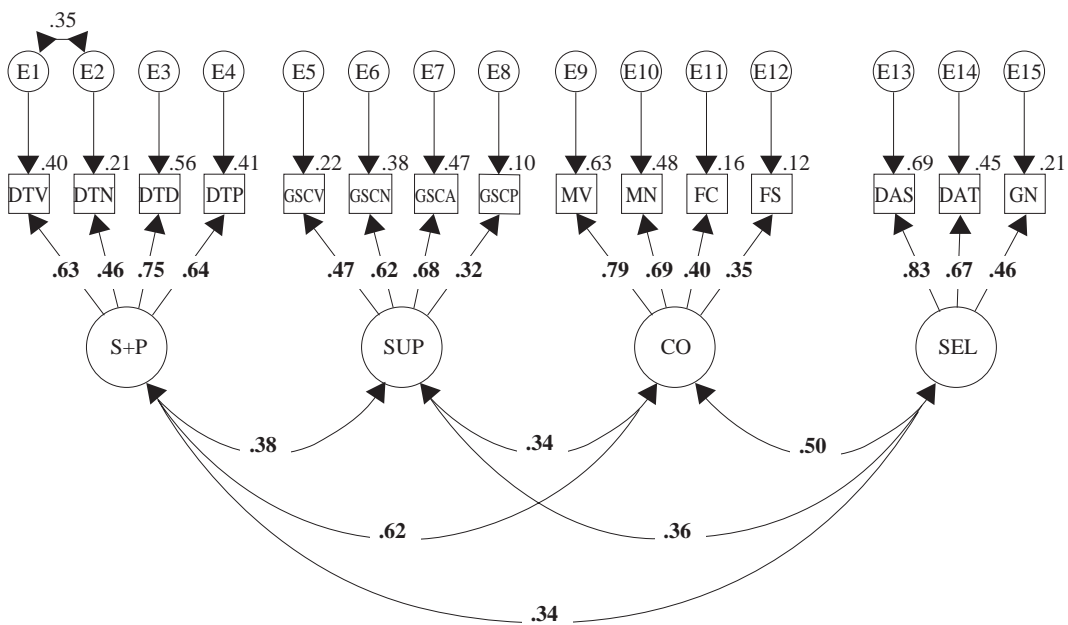 .35
E1 E2 E3 E4 E5 E6 E7 E8 E9 E10 E11 E12 E13 E14 E15
.40 .21 .56 .41 .22 .38 .47 .10 .63 .48 .16 .12 .69 .45 .21
DTV DTN DTD DTP GSCV GSCN GSCA GSCP MV MN FC FS DAS DAT GN
.63 .46 .75 .64 .47 .62 .68 .32 .79 .69 .40 .35 .83 .67 .46
S+P SUP CO SEL
.38 .34 .50
.62 .36
.34